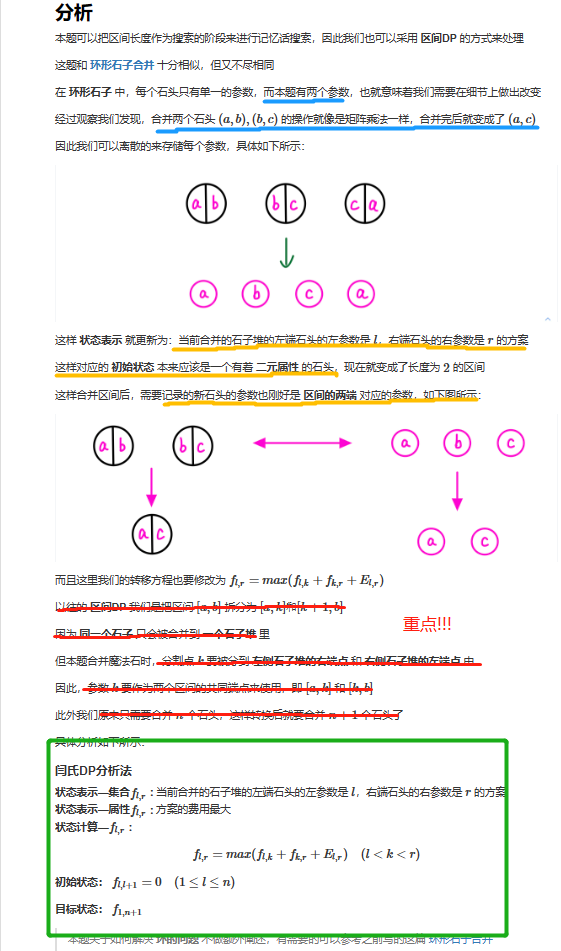 分析
本题可以把区间长度作为搜索的阶段来进行记忆话搜索，因此我们也可以采用 区间DP 的方式来处理
这题和 环形石子合并 十分相似，但又不尽相同
在 环形石子 中，每个石头只有单一的参数，而本题有两个参数，也就意味着我们需要在细节上做出改变
经过观察我们发现，合并两个石头 (a, b), (b, c) 的操作就像是矩阵乘法一样，合并完后就变成了 (a, c)
因此我们可以离散的来存储每个参数，具体如下所示：
a b b c c a
a b c a
这样 状态表示 就更新为：当前合并的石子堆的左端石头的左参数是 l，右端石头的右参数是 r 的方案
这样对应的 初始状态 本来应该是一个有着 二元属性 的石头，现在就变成了长度为 2 的区间
这样合并区间后，需要记录的新石头的参数也刚好是 区间的两端 对应的参数，如下图所示：
a b b c a b c
a c a c
而且这里我们的转移方程也要修改为 f_{l,r} = max(f_{l,k} + f_{k,r} + E_{l,r})
以往的 区间DP 我们是把区间 [a, b] 拆分为 [a, k]和[k + 1, b]
因为 同一个石子 只会被合并到 一个石子堆 里
重点!!!
但本题合并魔法石时，分割点 k 要被分到 左侧石子堆的右端点 和 右侧石子堆的左端点 中
因此，参数 k 要作为两个区间的共同端点来使用，即 [a, k] 和 [k, b]
此外我们原来只需要合并 n 个石头，这样转换后就要合并 n + 1 个石头了
具体分析如下所示：
闫氏DP分析法
状态表示—集合 f_{l,r}：当前合并的石子堆的左端石头的左参数是 l，右端石头的右参数是 r 的方案
状态表示—属性 f_{l,r}：方案的费用最大
状态计算—f_{l,r}：
f_{l,r} = max(f_{l,k} + f_{k,r} + E_{l,r}) (l < k < r)
初始状态： f_{l,l+1} = 0 (1 ≤ l ≤ n)
目标状态： f_{1,n+1}
本题关于如何解决 环的问题 不做额外阐述，有需要的可以参考之前写的这篇 环形石子合并